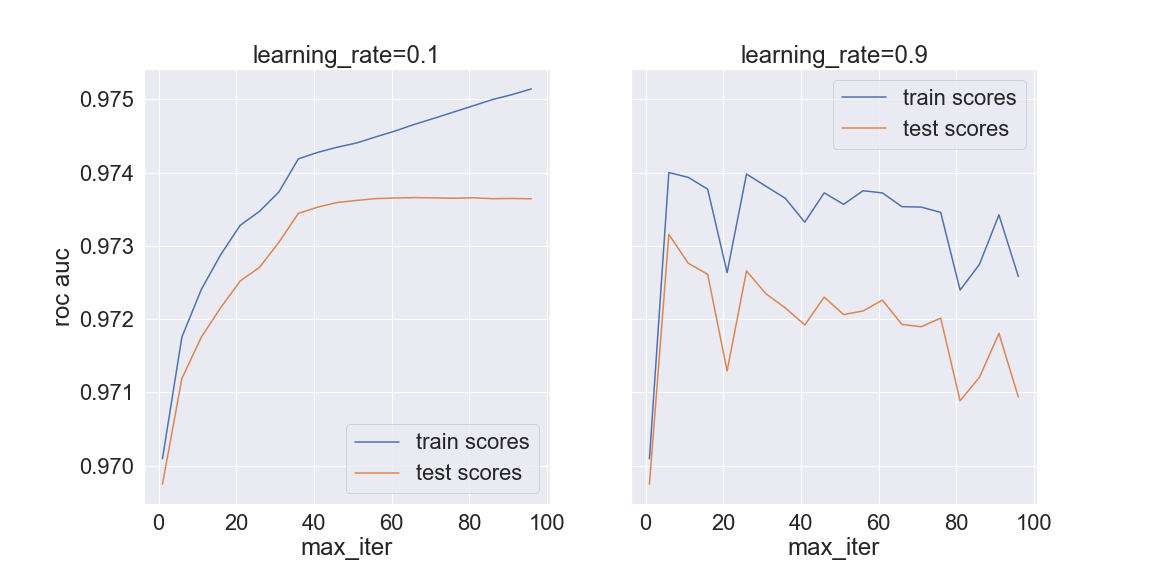 learning_rate=0.1
0.975
0.974
0.973
0.972
0.971
0.970
roc auc
train scores
test scores
0 20 40 60 80 100
max_iter
learning_rate=0.9
train scores
test scores
0 20 40 60 80 100
max_iter